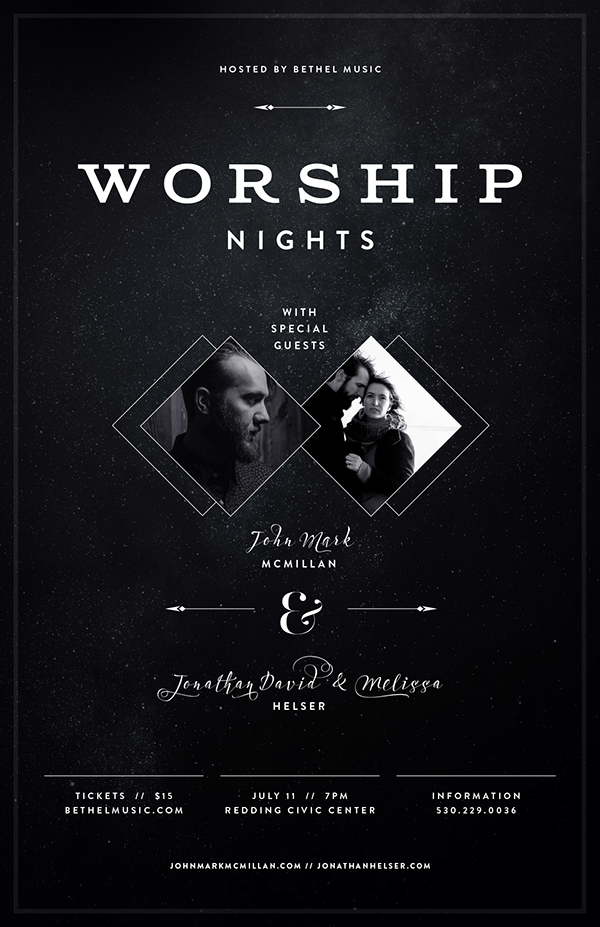 HOSTED BY BETHEL MUSIC
WORSHIP
NIGHTS
WITH
SPECIAL
GUESTS
John Mark
MCMILLAN
&
Jonathan David & Melissa
HELSER
TICKETS // $15
BETHELMUSIC.COM
JULY 11 // 7PM
REDDING CIVIC CENTER
INFORMATION
530.229.0036
JOHNMARKMCMILLAN.COM // JONATHANHELSER.COM